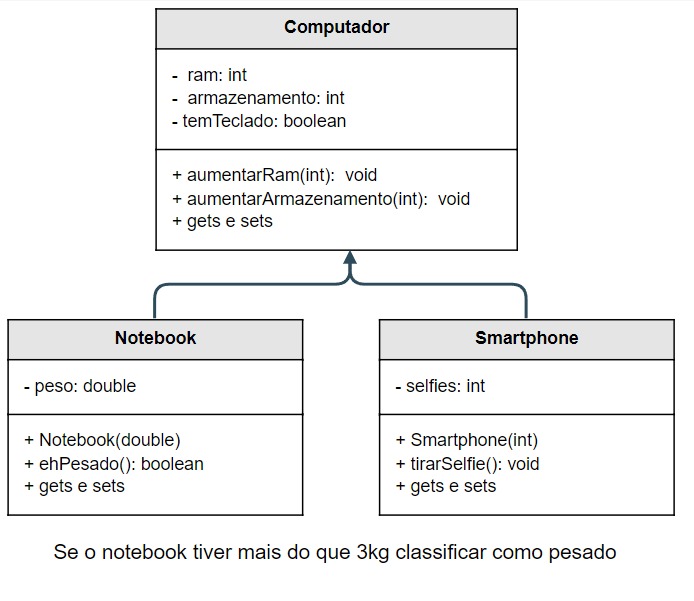 Computador
- ram: int
- armazenamento: int
- temTeclado: boolean
+ aumentarRam(int): void
+ aumentarArmazenamento(int): void
+ gets e sets
Notebook
- peso: double
+ Notebook(double)
+ ehPesado(): boolean
+ gets e sets
Smartphone
- selfies: int
+ Smartphone(int)
+ tirarSelfie(): void
+ gets e sets
Se o notebook tiver mais do que 3kg classificar como pesado